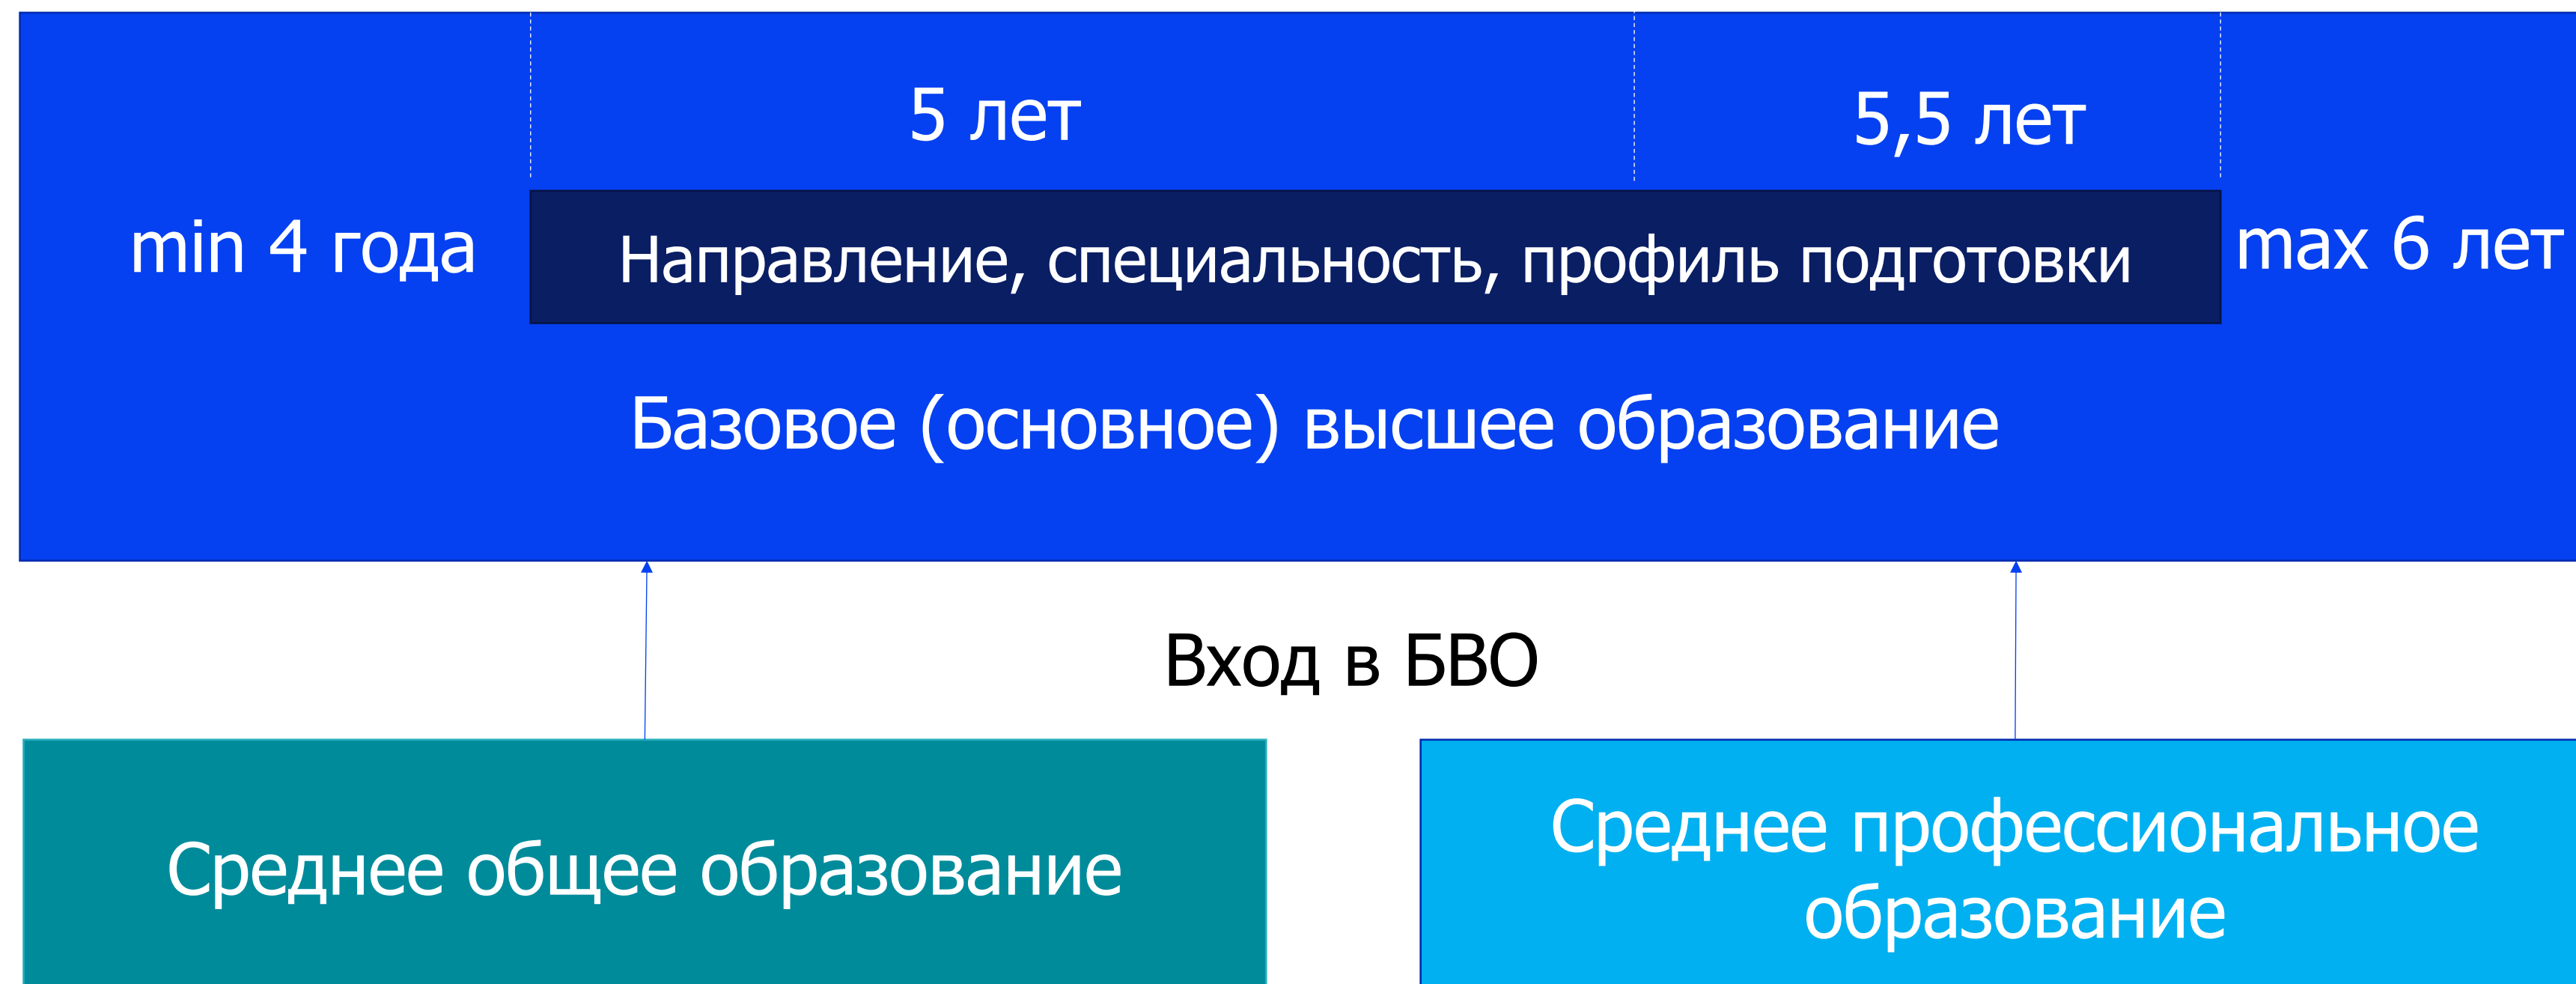 5 лет
5,5 лет
min 4 года
Направление, специальность, профиль подготовки
max 6 лет
Базовое (основное) высшее образование
Вход в БВО
Среднее общее образование
Среднее профессиональное
образование